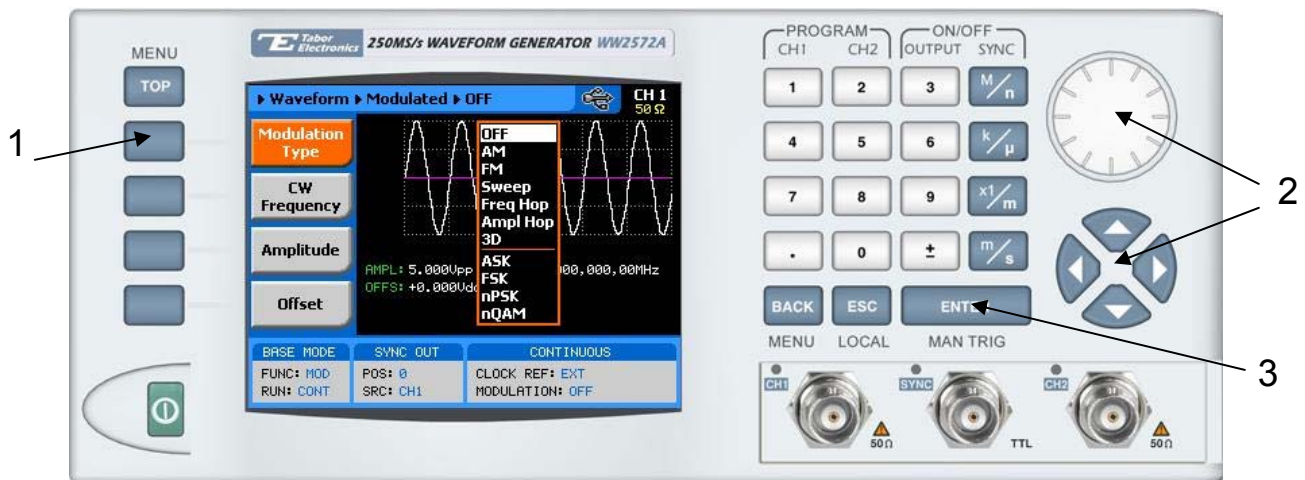 Tabor Electronics 250MS/s WAVEFORM GENERATOR WW2572A
MENU
TOP
1
Waveform Modulated OFF
CH 1
50 Ω
Modulation Type
CW Frequency
Amplitude
Offset
OFF
AM
FM
Sweep
Freq Hop
Ampl Hop
3D
ASK
FSK
nPSK
nQAM
AMPL: 5.000Vpp 00,000,00MHz
OFFS: +0.000Vdc
BASE MODE
FUNC: MOD
RUN: CONT
SYNC OUT
POS: 0
SRC: CH1
CONTINUOUS
CLOCK REF: EXT
MODULATION: OFF
PROGRAM
CH1 CH2
ON/OFF
OUTPUT SYNC
1 2 3 M/n
4 5 6 k/µ
7 8 9 x1/m
. 0 ± m/s
BACK ESC ENTE
MENU LOCAL MAN TRIG
2
3
CH1
50Ω
SYNC
TTL
CH2
50Ω